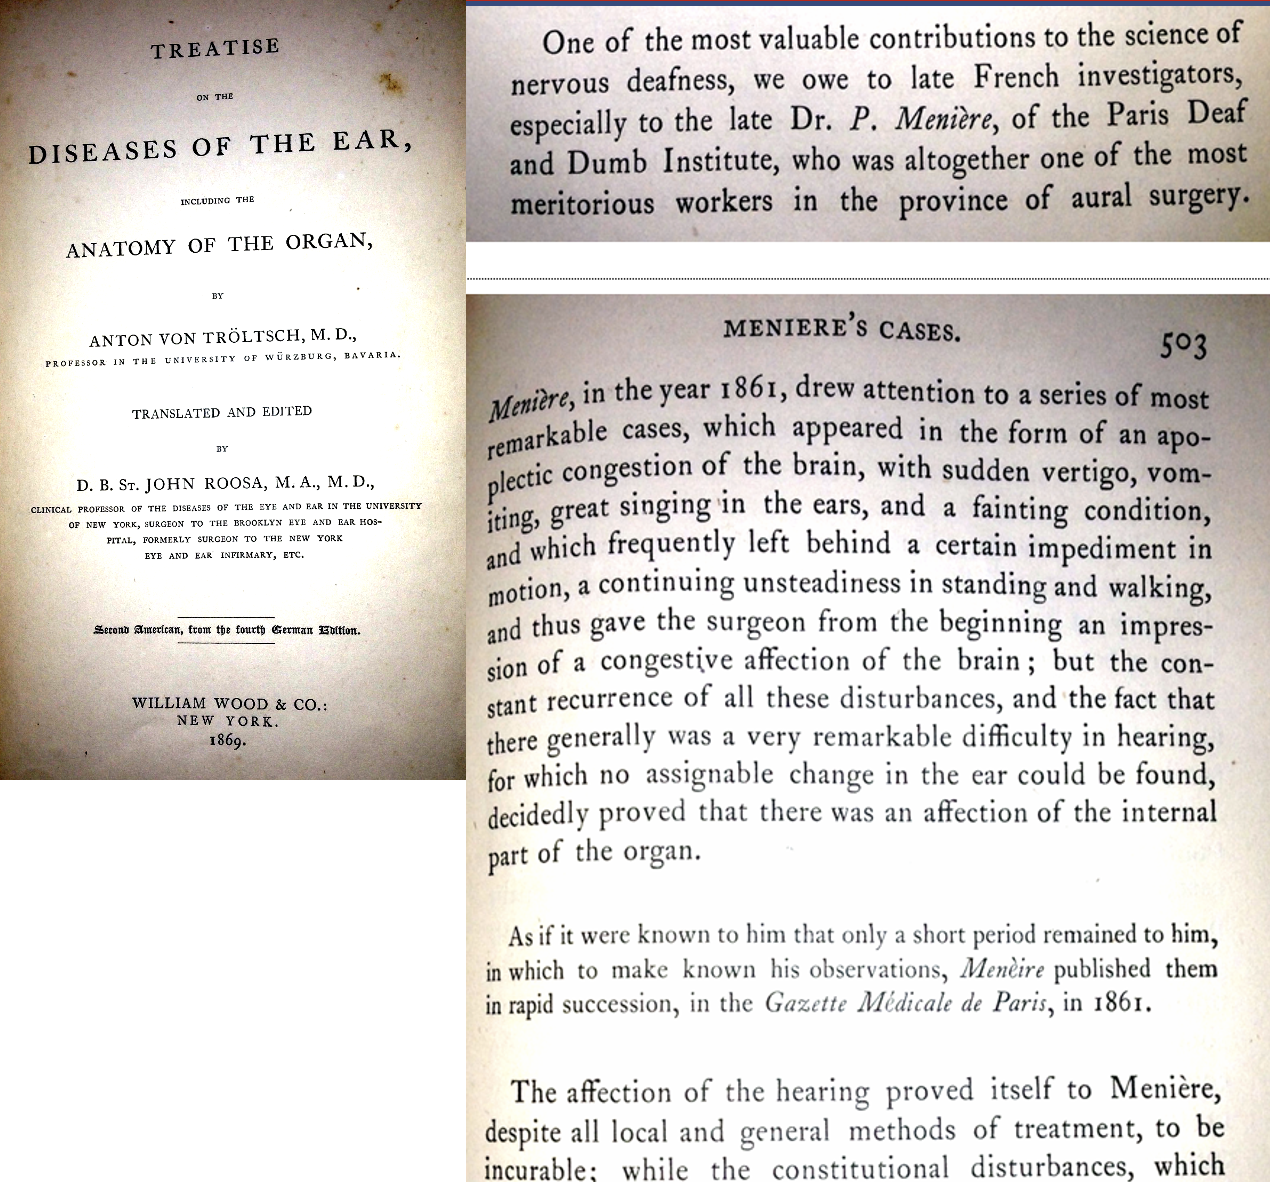 TREATISE
ON THE
DISEASES OF THE EAR,
INCLUDING THE
ANATOMY OF THE ORGAN,
BY
ANTON VON TRÖLTSCH, M. D.,
PROFESSOR IN THE UNIVERSITY OF WÜRZBURG, BAVARIA.
TRANSLATED AND EDITED
BY
D. B. ST. JOHN ROOSA, M. A., M. D.,
CLINICAL PROFESSOR OF THE DISEASES OF THE EYE AND EAR IN THE UNIVERSITY
OF NEW YORK, SURGEON TO THE BROOKLYN EYE AND EAR HOS-
PITAL, FORMERLY SURGEON TO THE NEW YORK
EYE AND EAR INFIRMARY, ETC.
Second American, from the fourth German Edition.
WILLIAM WOOD & CO.:
NEW YORK.
1869.
One of the most valuable contributions to the science of
nervous deafness, we owe to late French investigators,
especially to the late Dr. P. Menière, of the Paris Deaf
and Dumb Institute, who was altogether one of the most
meritorious workers in the province of aural surgery.
MENIERE'S CASES.
503
Menière, in the year 1861, drew attention to a series of most
remarkable cases, which appeared in the form of an apo-
plectic congestion of the brain, with sudden vertigo, vom-
iting, great singing in the ears, and a fainting condition,
and which frequently left behind a certain impediment in
motion, a continuing unsteadiness in standing and walking,
and thus gave the surgeon from the beginning an impres-
sion of a congestive affection of the brain; but the con-
stant recurrence of all these disturbances, and the fact that
there generally was a very remarkable difficulty in hearing,
for which no assignable change in the ear could be found,
decidedly proved that there was an affection of the internal
part of the organ.
As if it were known to him that only a short period remained to him,
in which to make known his observations, Menèire published them
in rapid succession, in the Gazette Médicale de Paris, in 1861.
The affection of the hearing proved itself to Menière,
despite all local and general methods of treatment, to be
incurable; while the constitutional disturbances, which